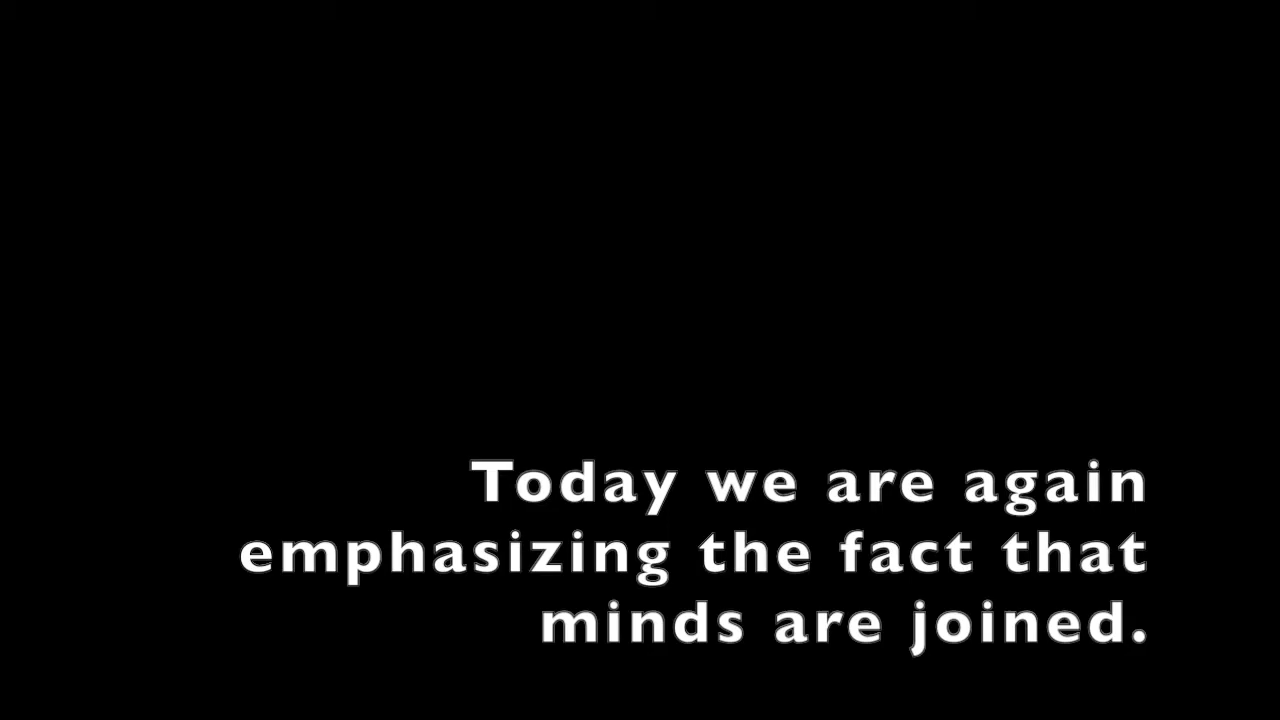 Today we are again
emphasizing the fact that
minds are joined.